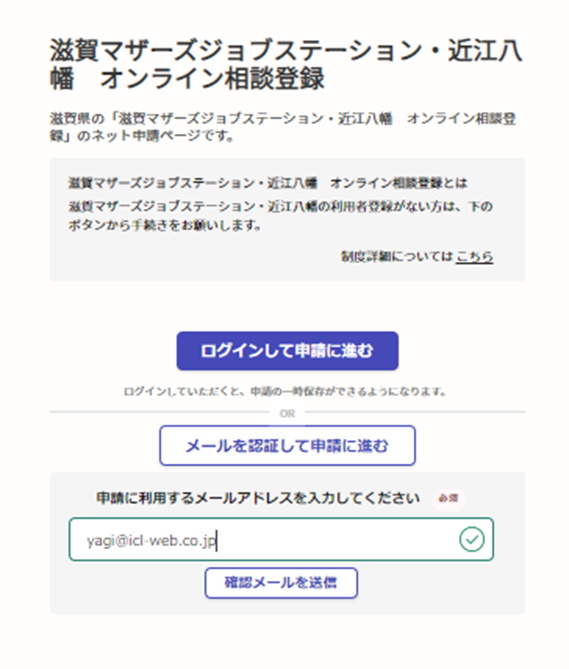 滋賀マザーズジョブステーション・近江八
幡　オンライン相談登録
滋賀県の「滋賀マザーズジョブステーション・近江八幡　オンライン相談登
録」のネット申請ページです。
滋賀マザーズジョブステーション・近江八幡　オンライン相談登録とは
滋賀マザーズジョブステーション・近江八幡の利用者登録がない方は、下の
ボタンから手続きをお願いします。
制度詳細については こちら
ログインして申請に進む
ログインしていただくと、申請の一時保存ができるようになります。
OR
メールを認証して申請に進む
申請に利用するメールアドレスを入力してください 必須
yagi@icl-web.co.jp
確認メールを送信